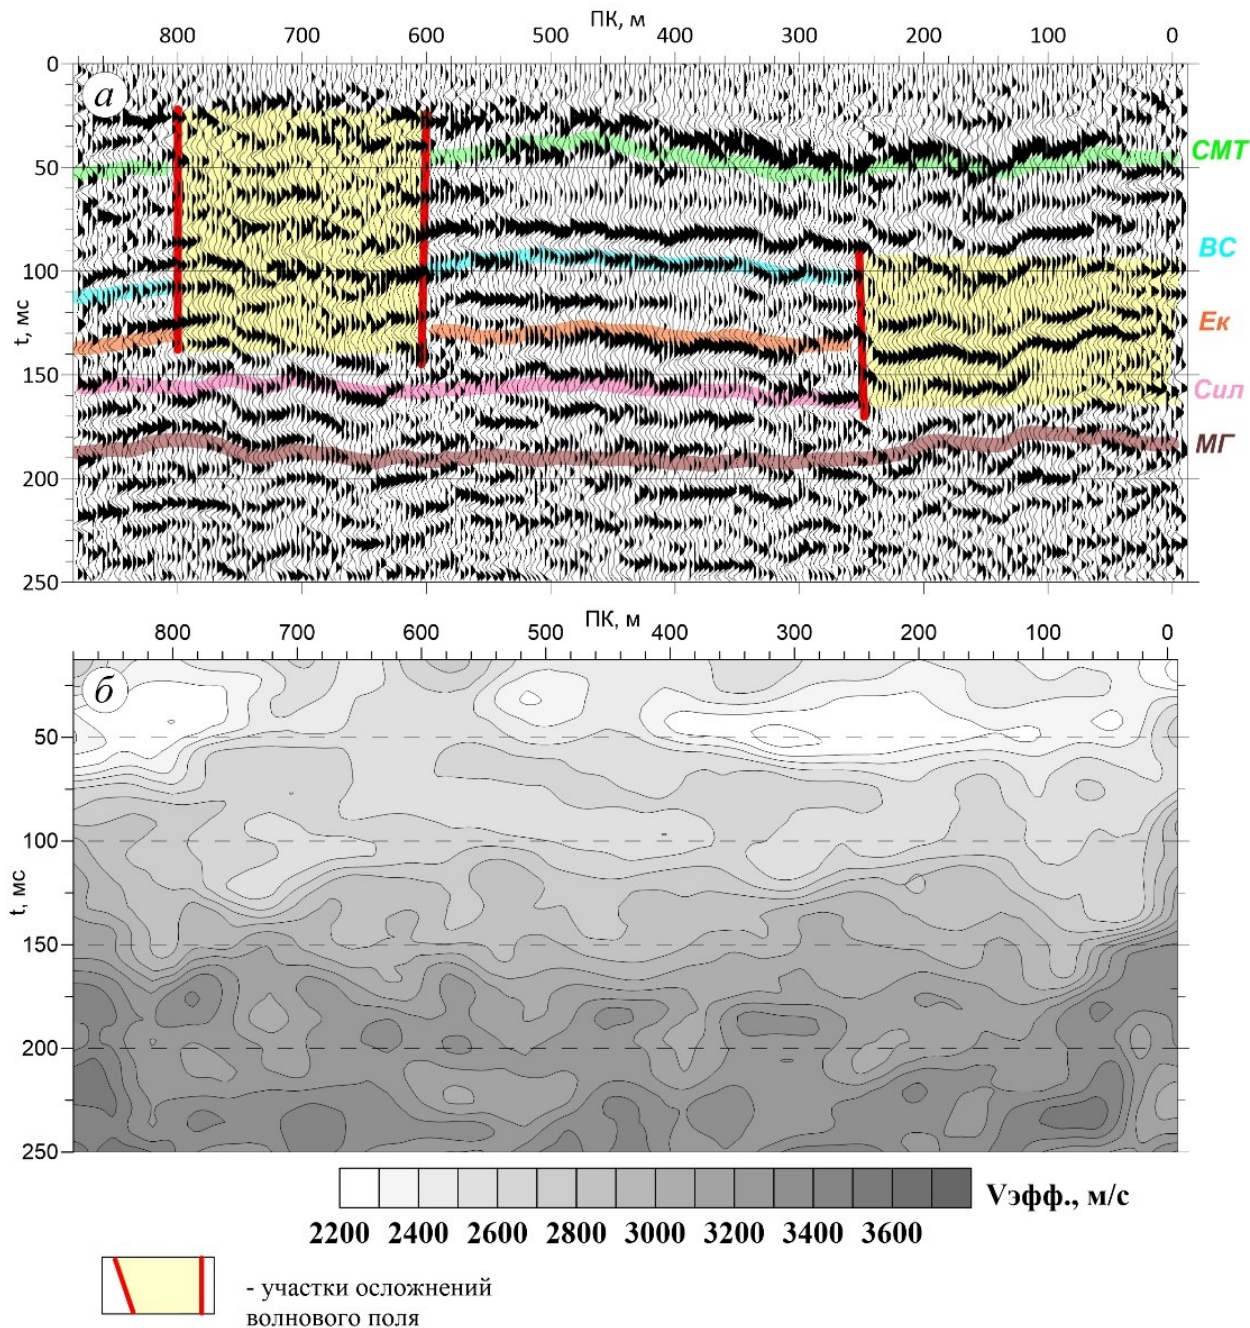 ПК, м
800 700 600 500 400 300 200 100 0
а
0
50
100
150
200
250
t, мс
СМТ
ВС
Ек
Сил
МГ
ПК, м
800 700 600 500 400 300 200 100 0
б
50
100
150
200
250
t, мс
Vэфф., м/с
2200 2400 2600 2800 3000 3200 3400 3600
- участки осложнений
волнового поля